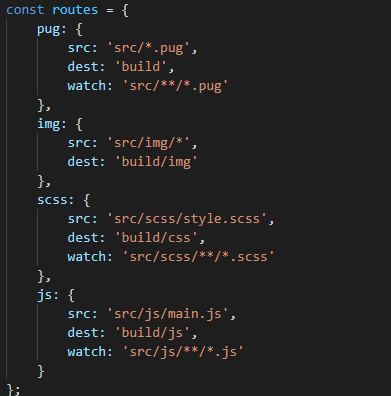 const routes = {
    pug: {
        src: 'src/*.pug',
        dest: 'build',
        watch: 'src/**/*.pug'
    },
    img: {
        src: 'src/img/*',
        dest: 'build/img'
    },
    scss: {
        src: 'src/scss/style.scss',
        dest: 'build/css',
        watch: 'src/scss/**/*.scss'
    },
    js: {
        src: 'src/js/main.js',
        dest: 'build/js',
        watch: 'src/js/**/*.js'
    }
};